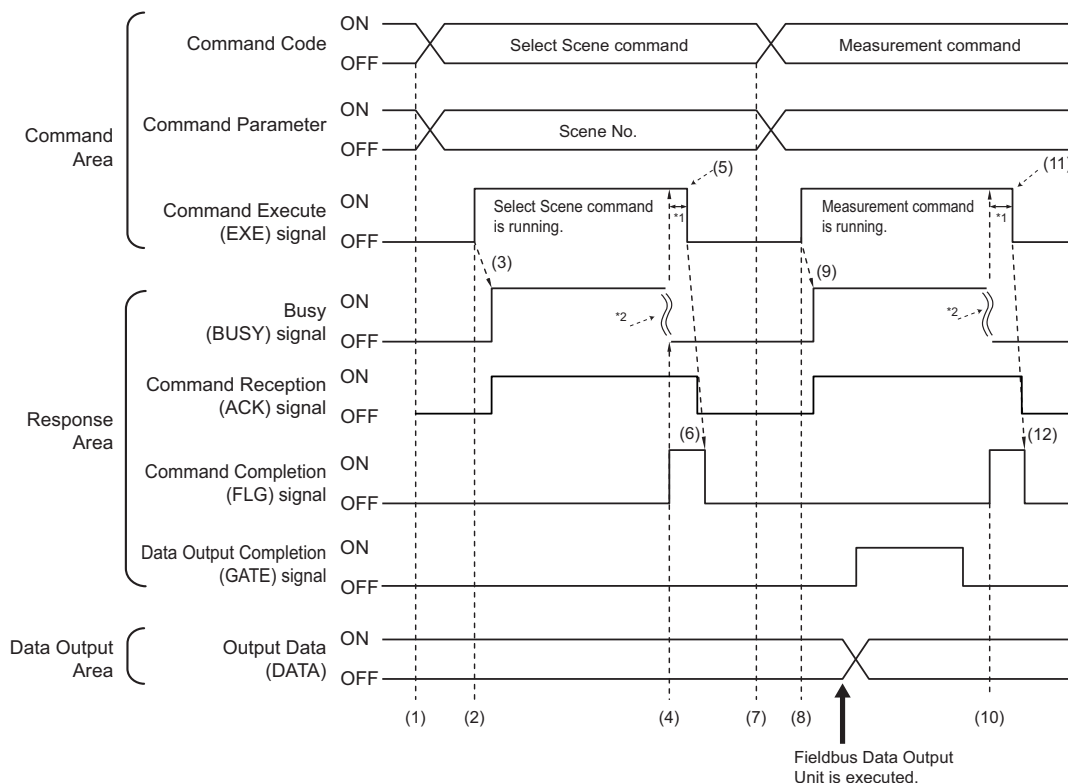 Command Area
Command Code
ON
OFF
Select Scene command
Measurement command
Command Parameter
ON
OFF
Scene No.
Command Execute
(EXE) signal
ON
OFF
Select Scene command
is running.
*1
(5)
Measurement command
is running.
*1
(11)
Response
Area
(3)
(9)
Busy
(BUSY) signal
ON
OFF
*2
*2
Command Reception
(ACK) signal
ON
OFF
(6)
(12)
Command Completion
(FLG) signal
ON
OFF
Data Output Completion
(GATE) signal
ON
OFF
Data Output
Area
Output Data
(DATA)
ON
OFF
(1)
(2)
(4)
(7)
(8)
(10)
Fieldbus Data Output
Unit is executed.